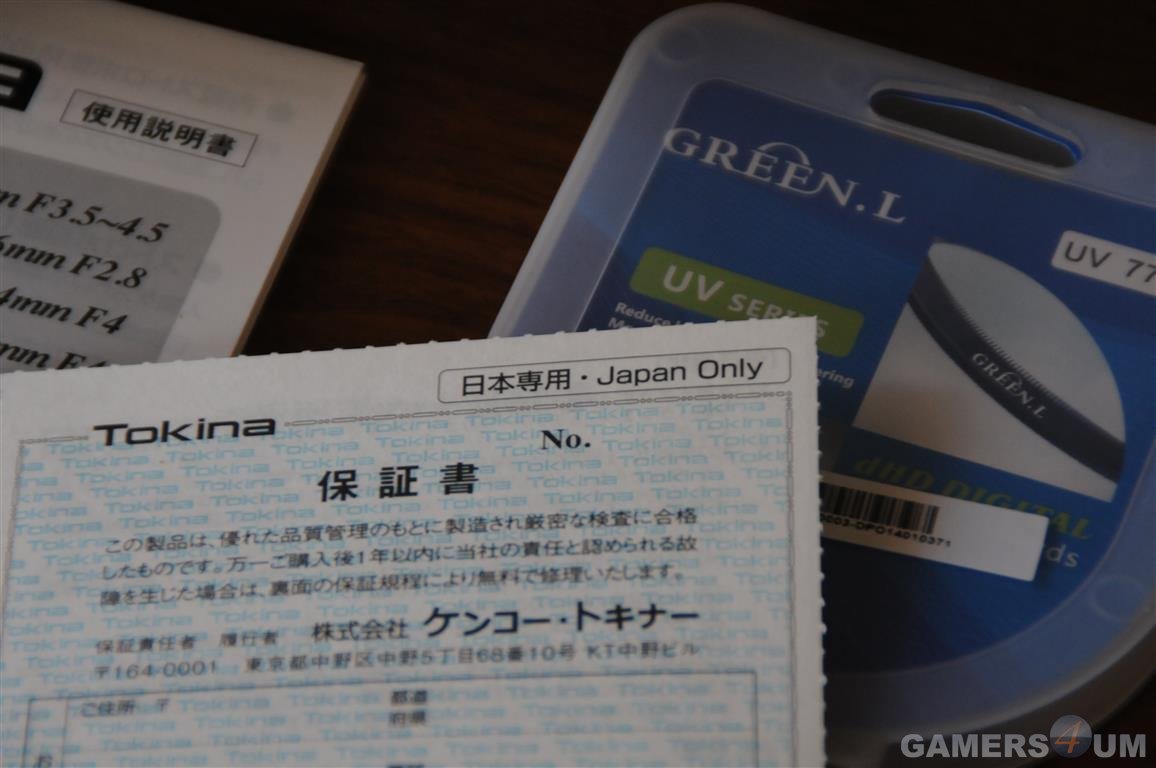 使用説明書
F3.5~4.5
6mm F2.8
4mm F4
GREEN.L
UV 77
UV SERIES
Reduce
GREEN.L
dHD DIGITAL
003-DPO14010371
日本専用・Japan Only
Tokina
No.
保証書
この製品は、優れた品質管理のもとに製造され厳密な検査に合格
したものです。万一ご購入後1年以内に当社の責任と認められる故
障を生じた場合は、裏面の保証規程により無料で修理いたします。
保証責任者 履行者 株式会社 ケンコー・トキナー
〒164-0001 東京都中野区中野5丁目68番10号 KT中野ビル
ご住所 〒 都道
府県
GAMERS4UM